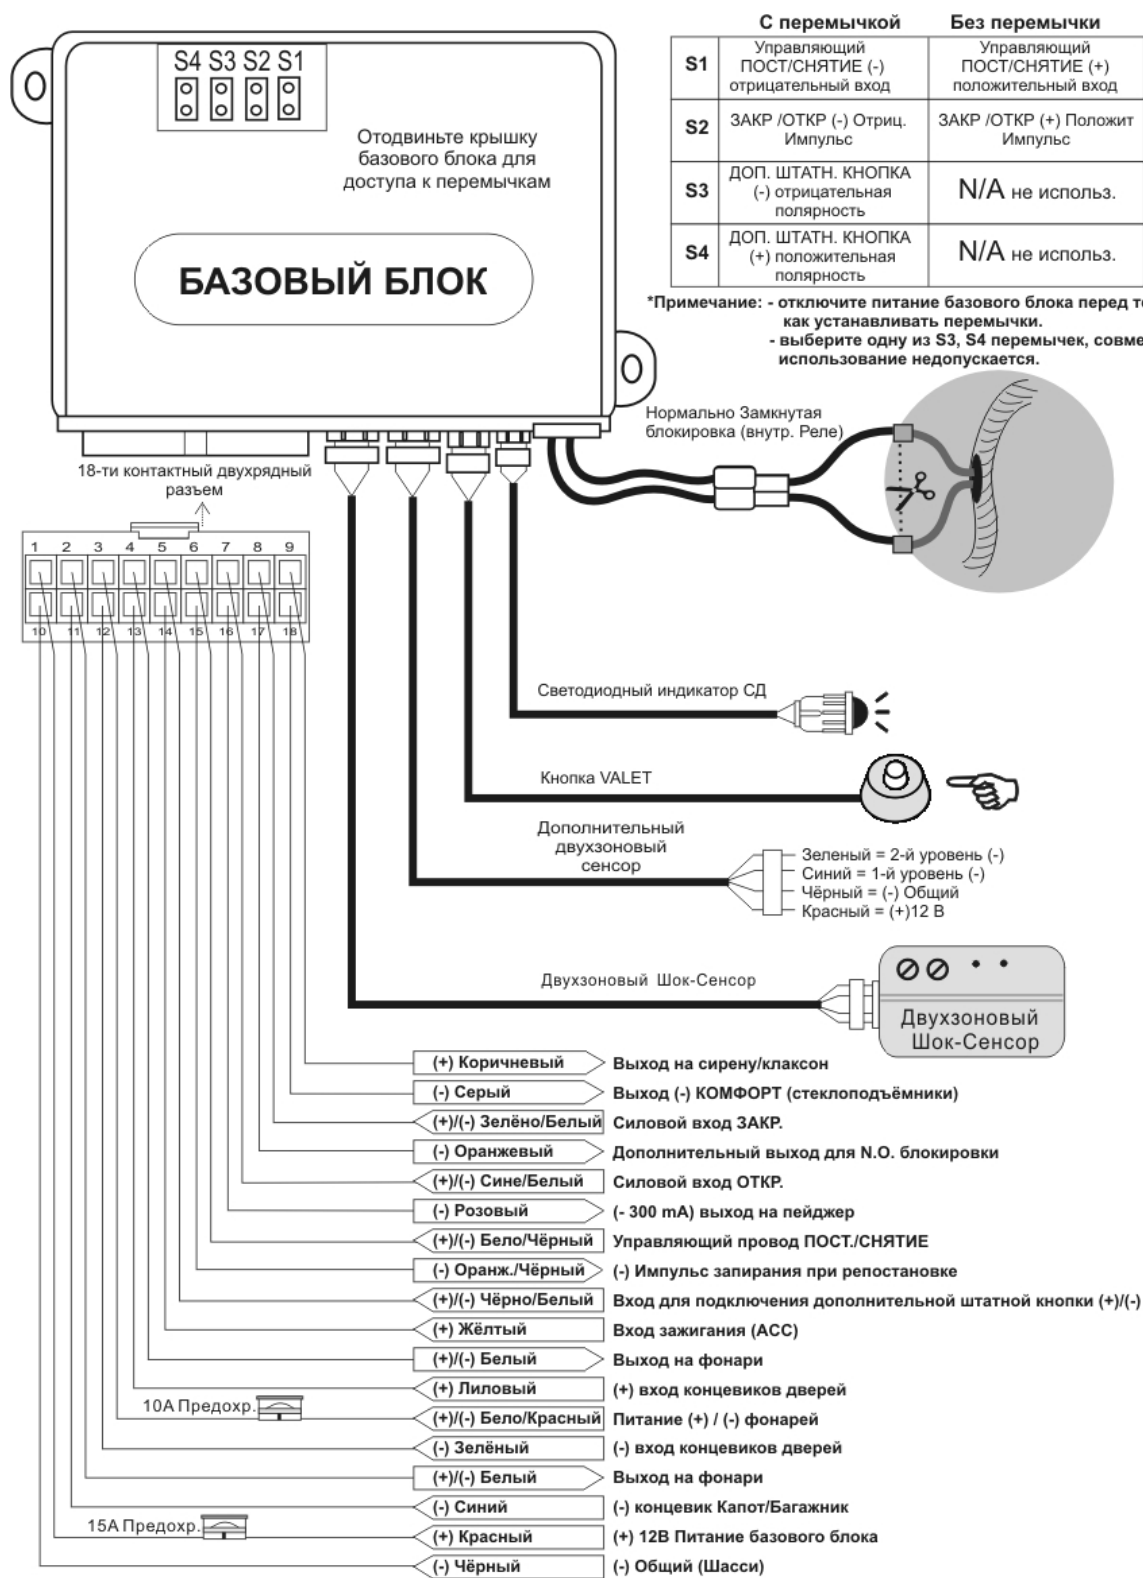 С перемычкой Без перемычки
S1 Управляющий ПОСТ/СНЯТИЕ (-) отрицательный вход Управляющий ПОСТ/СНЯТИЕ (+) положительный вход
S2 ЗАКР /ОТКР (-) Отриц. Импульс ЗАКР /ОТКР (+) Положит Импульс
S3 ДОП. ШТАТН. КНОПКА (-) отрицательная полярность N/A не использ.
S4 ДОП. ШТАТН. КНОПКА (+) положительная полярность N/A не использ.
*Примечание: - отключите питание базового блока перед те
как устанавливать перемычки.
- выберите одну из S3, S4 перемычек, совме
использование недопускается.
S4 S3 S2 S1
Отодвиньте крышку
базового блока для
доступа к перемычкам
БАЗОВЫЙ БЛОК
Нормально Замкнутая
блокировка (внутр. Реле)
18-ти контактный двухрядный
разъем
1 2 3 4 5 6 7 8 9
10 11 12 13 14 15 16 17 18
Светодиодный индикатор СД
Кнопка VALET
Дополнительный
двухзоновый
сенсор
Зеленый = 2-й уровень (-)
Синий = 1-й уровень (-)
Чёрный = (-) Общий
Красный = (+)12 В
Двухзоновый Шок-Сенсор
Двухзоновый
Шок-Сенсор
(+) Коричневый Выход на сирену/клаксон
(-) Серый Выход (-) КОМФОРТ (стеклоподъёмники)
(+)/(-) Зелёно/Белый Силовой вход ЗАКР.
(-) Оранжевый Дополнительный выход для N.O. блокировки
(+)/(-) Сине/Белый Силовой вход ОТКР.
(-) Розовый (- 300 mA) выход на пейджер
(+)/(-) Бело/Чёрный Управляющий провод ПОСТ./СНЯТИЕ
(-) Оранж./Чёрный (-) Импульс запирания при репостановке
(+)/(-) Чёрно/Белый Вход для подключения дополнительной штатной кнопки (+)/(-)
(+) Жёлтый Вход зажигания (ACC)
(+)/(-) Белый Выход на фонари
(+) Лиловый (+) вход концевиков дверей
10А Предохр. (+)/(-) Бело/Красный Питание (+) / (-) фонарей
(-) Зелёный (-) вход концевиков дверей
(+)/(-) Белый Выход на фонари
(-) Синий (-) концевик Капот/Багажник
15А Предохр. (+) Красный (+) 12В Питание базового блока
(-) Чёрный (-) Общий (Шасси)